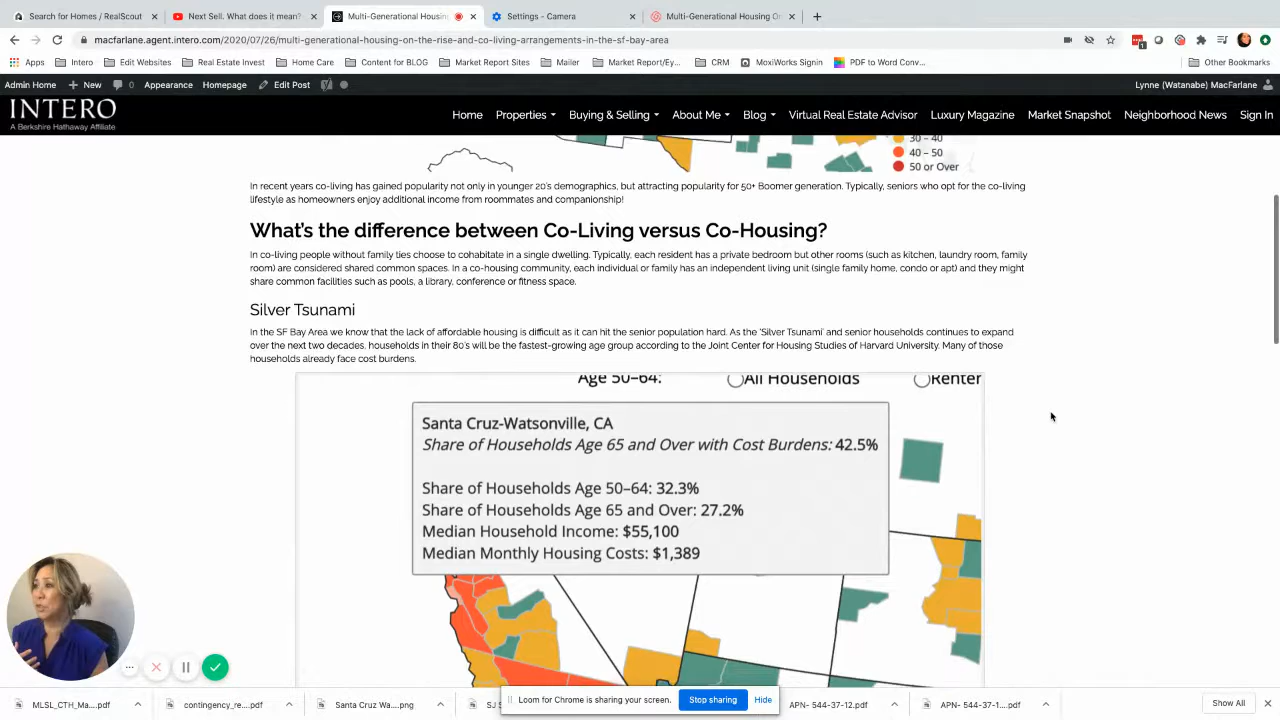 Search for Homes / RealScout
Next Sell. What does it mean?
Multi-Generational Housing
Settings - Camera
Multi-Generational Housing On
macfarlane.agent.intero.com/2020/07/26/multi-generational-housing-on-the-rise-and-co-living-arrangements-in-the-sf-bay-area
Apps Intero Edit Websites Real Estate Invest Home Care Content for BLOG Market Report Sites Mailer Market Report/Ey... CRM MoxiWorks Signin PDF to Word Conv... Other Bookmarks
Admin Home New 0 Appearance Homepage Edit Post Lynne (Watanabe) MacFarlane
INTERO
A Berkshire Hathaway Affiliate
Home Properties Buying & Selling About Me Blog Virtual Real Estate Advisor Luxury Magazine Market Snapshot Neighborhood News Sign In
30 – 40
40 – 50
50 or Over
In recent years co-living has gained popularity not only in younger 20's demographics, but attracting popularity for 50+ Boomer generation. Typically, seniors who opt for the co-living
lifestyle as homeowners enjoy additional income from roommates and companionship!
What's the difference between Co-Living versus Co-Housing?
In co-living people without family ties choose to cohabitate in a single dwelling. Typically, each resident has a private bedroom but other rooms (such as kitchen, laundry room, family
room) are considered shared common spaces. In a co-housing community, each individual or family has an independent living unit (single family home, condo or apt) and they might
share common facilities such as pools, a library, conference or fitness space.
Silver Tsunami
In the SF Bay Area we know that the lack of affordable housing is difficult as it can hit the senior population hard. As the 'Silver Tsunami' and senior households continues to expand
over the next two decades, households in their 80's will be the fastest-growing age group according to the Joint Center for Housing Studies of Harvard University. Many of those
households already face cost burdens.
Age 50–64: All Households Renter
Santa Cruz-Watsonville, CA
Share of Households Age 65 and Over with Cost Burdens: 42.5%
Share of Households Age 50–64: 32.3%
Share of Households Age 65 and Over: 27.2%
Median Household Income: $55,100
Median Monthly Housing Costs: $1,389
Loom for Chrome is sharing your screen. Stop sharing Hide
MLSL_CTH_Ma....pdf contingency_re....pdf Santa Cruz Wa....png SJ S APN- 544-37-12.pdf APN- 544-37-1....pdf Show All